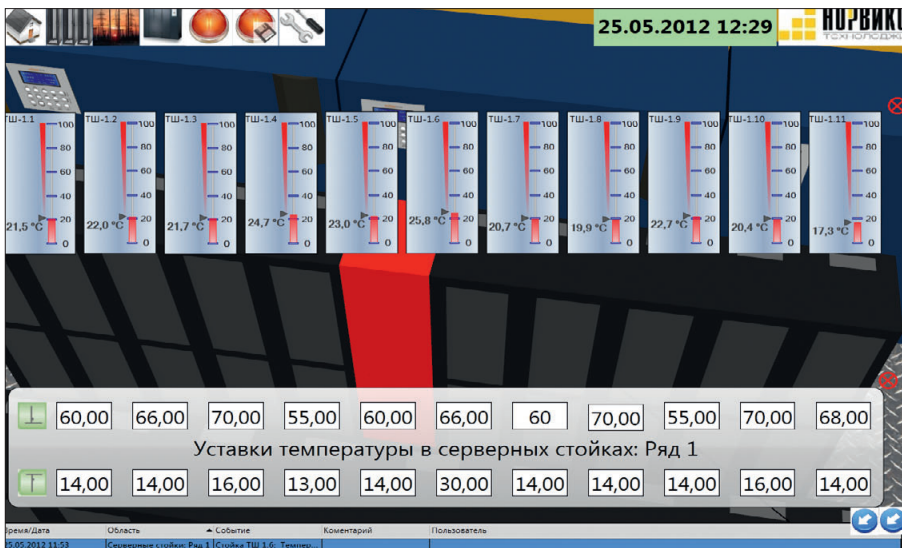 25.05.2012 12:29
НОРВИКС
ТЕХНОЛОДЖИ
ТШ-1.1 ТШ-1.2 ТШ-1.3 ТШ-1.4 ТШ-1.5 ТШ-1.6 ТШ-1.7 ТШ-1.8 ТШ-1.9 ТШ-1.10 ТШ-1.11
100 100 100 100 100 100 100 100 100 100 100
80 80 80 80 80 80 80 80 80 80 80
60 60 60 60 60 60 60 60 60 60 60
40 40 40 40 40 40 40 40 40 40 40
20 20 20 20 20 20 20 20 20 20 20
21,5 °C 22,0 °C 21,7 °C 24,7 °C 23,0 °C 25,8 °C 20,7 °C 19,9 °C 22,7 °C 20,4 °C 17,3 °C
0 0 0 0 0 0 0 0 0 0 0
60,00 66,00 70,00 55,00 60,00 66,00 60 70,00 55,00 70,00 68,00
Уставки температуры в серверных стойках: Ряд 1
14,00 14,00 16,00 13,00 14,00 30,00 14,00 14,00 14,00 16,00 14,00
Время/Дата Область Событие Коментарий Пользователь
25.05.2012 11:53 Серверные стойки: Ряд 1 Стойка ТШ 1.6: Темпер...